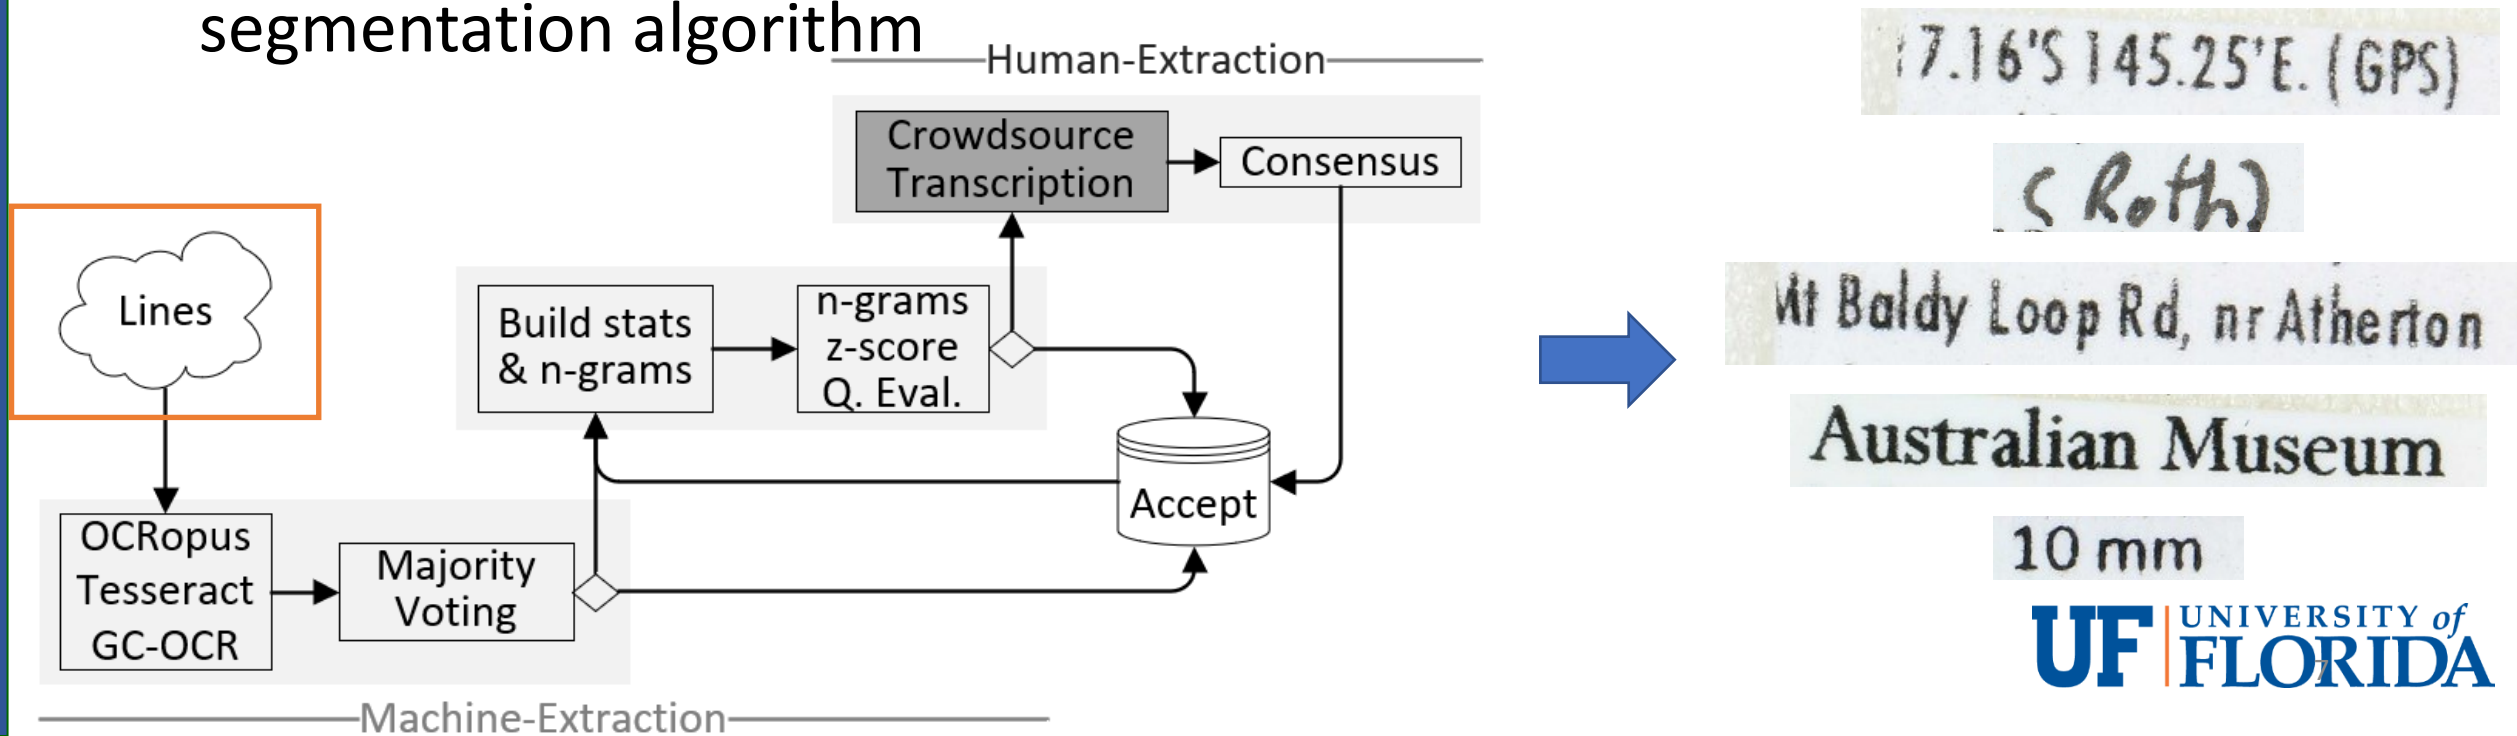 segmentation algorithm
Human-Extraction
Crowdsource
Transcription
Consensus
Lines
Build stats
& n-grams
n-grams
z-score
Q. Eval.
Accept
OCRopus
Tesseract
GC-OCR
Majority
Voting
Machine-Extraction
17.16'S 145.25'E. (GPS)
(Roth)
Mt Baldy Loop Rd, nr Atherton
Australian Museum
10 mm
UF UNIVERSITY of
FLORIDA
7